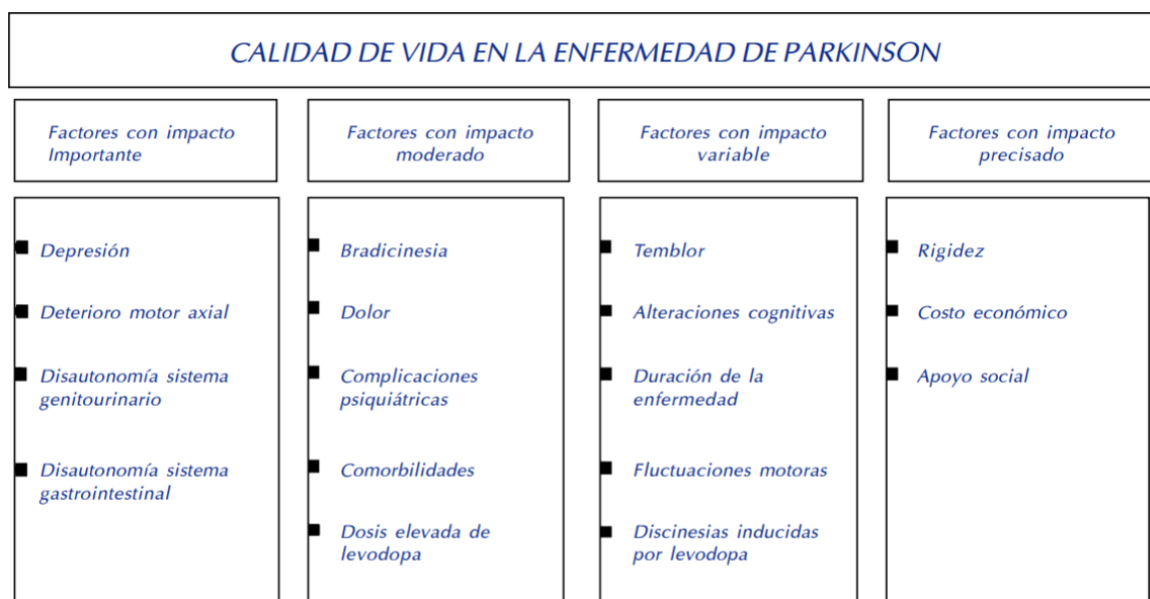 CALIDAD DE VIDA EN LA ENFERMEDAD DE PARKINSON
Factores con impacto
Importante
Depresión
Deterioro motor axial
Disautonomía sistema
genitourinario
Disautonomía sistema
gastrointestinal
Factores con impacto
moderado
Bradicinesia
Dolor
Complicaciones
psiquiátricas
Comorbilidades
Dosis elevada de
levodopa
Factores con impacto
variable
Temblor
Alteraciones cognitivas
Duración de la
enfermedad
Fluctuaciones motoras
Discinesias inducidas
por levodopa
Factores con impacto
precisado
Rigidez
Costo económico
Apoyo social